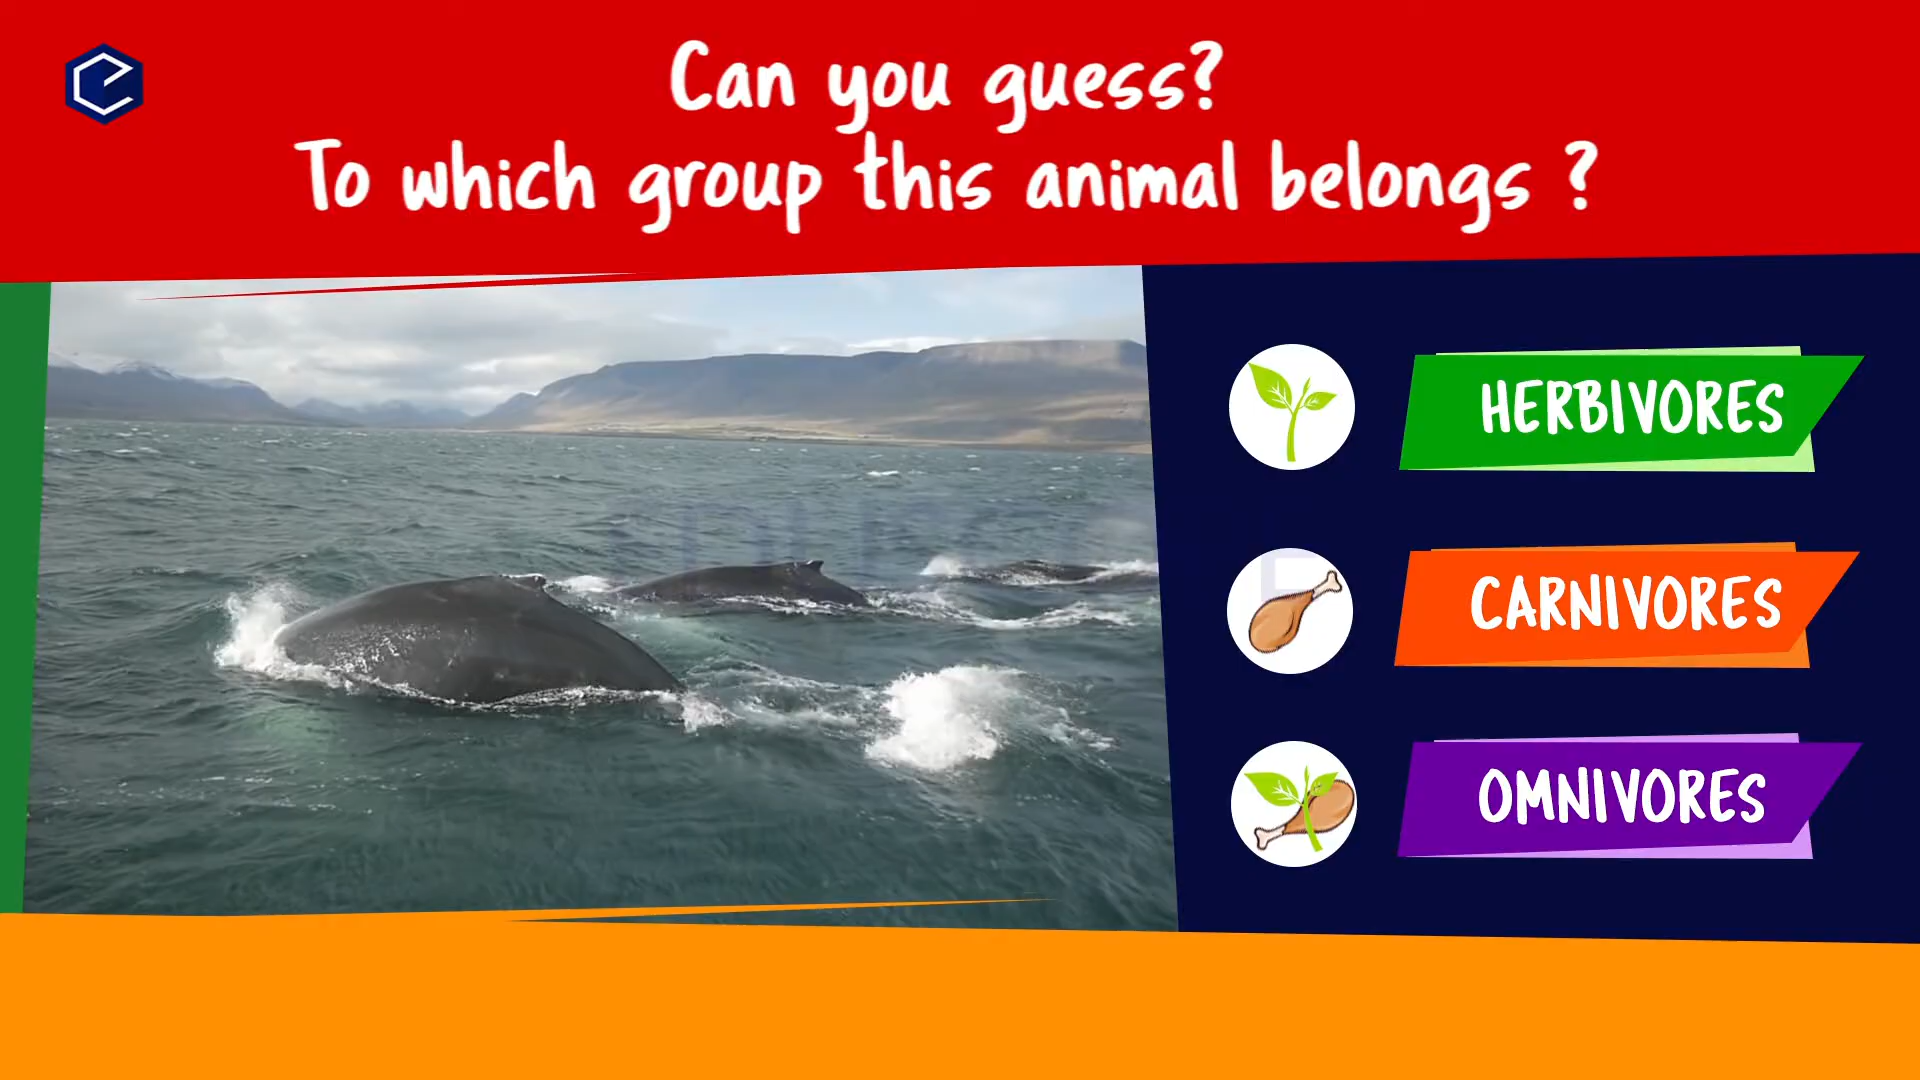 Can you guess?
To which group this animal belongs ?
HERBIVORES
CARNIVORES
OMNIVORES